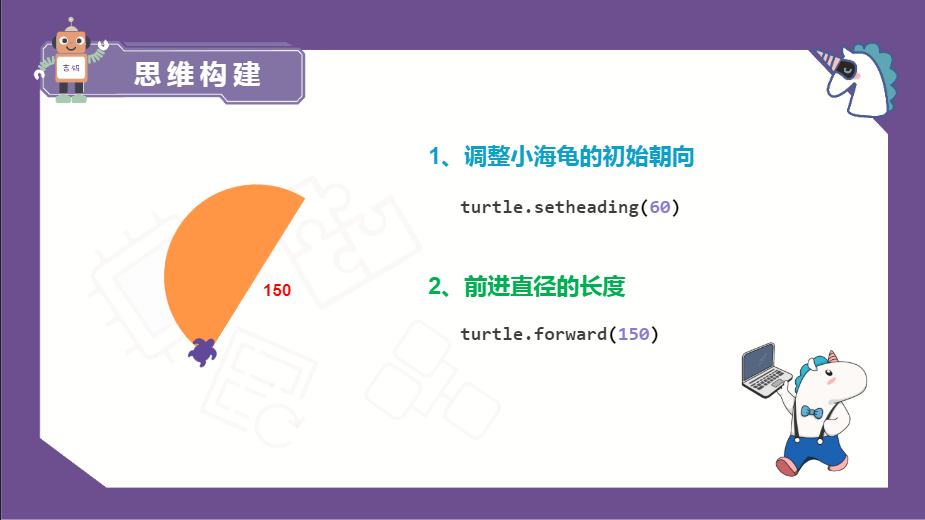 思维构建
1、调整小海龟的初始朝向
turtle.setheading(60)
150
2、前进直径的长度
turtle.forward(150)